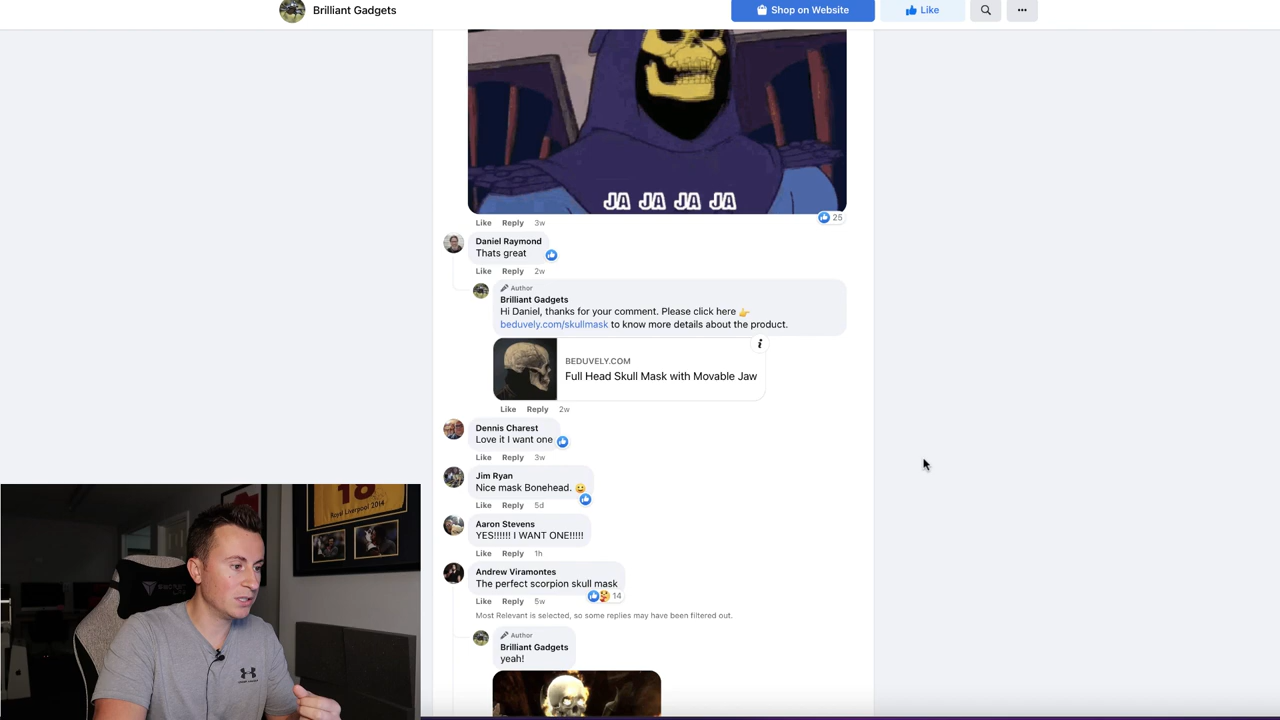 Brilliant Gadgets
Shop on Website
Like
JA JA JA JA
Like Reply 3w
25
Daniel Raymond
Thats great
Like Reply 2w
Author
Brilliant Gadgets
Hi Daniel, thanks for your comment. Please click here 👉
beduvely.com/skullmask to know more details about the product.
BEDUVELY.COM
Full Head Skull Mask with Movable Jaw
Like Reply 2w
Dennis Charest
Love it I want one
Like Reply 3w
Jim Ryan
Nice mask Bonehead. 😀
Like Reply 5d
Aaron Stevens
YES!!!!!! I WANT ONE!!!!!
Like Reply 1h
Andrew Viramontes
The perfect scorpion skull mask
14
Like Reply 5w
Most Relevant is selected, so some replies may have been filtered out.
Author
Brilliant Gadgets
yeah!
18
Royal Liverpool 2014